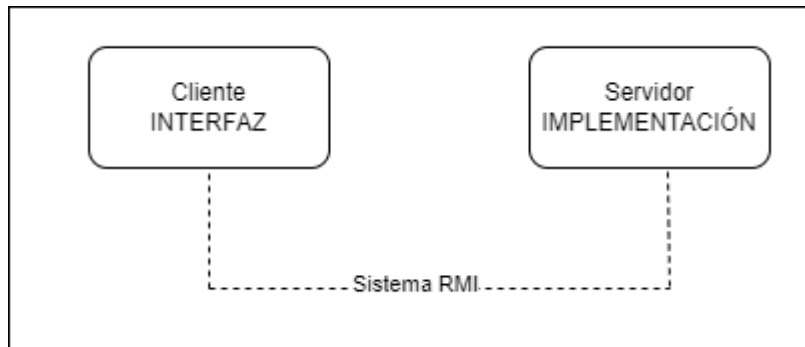 Cliente
INTERFAZ
Servidor
IMPLEMENTACIÓN
Sistema RMI